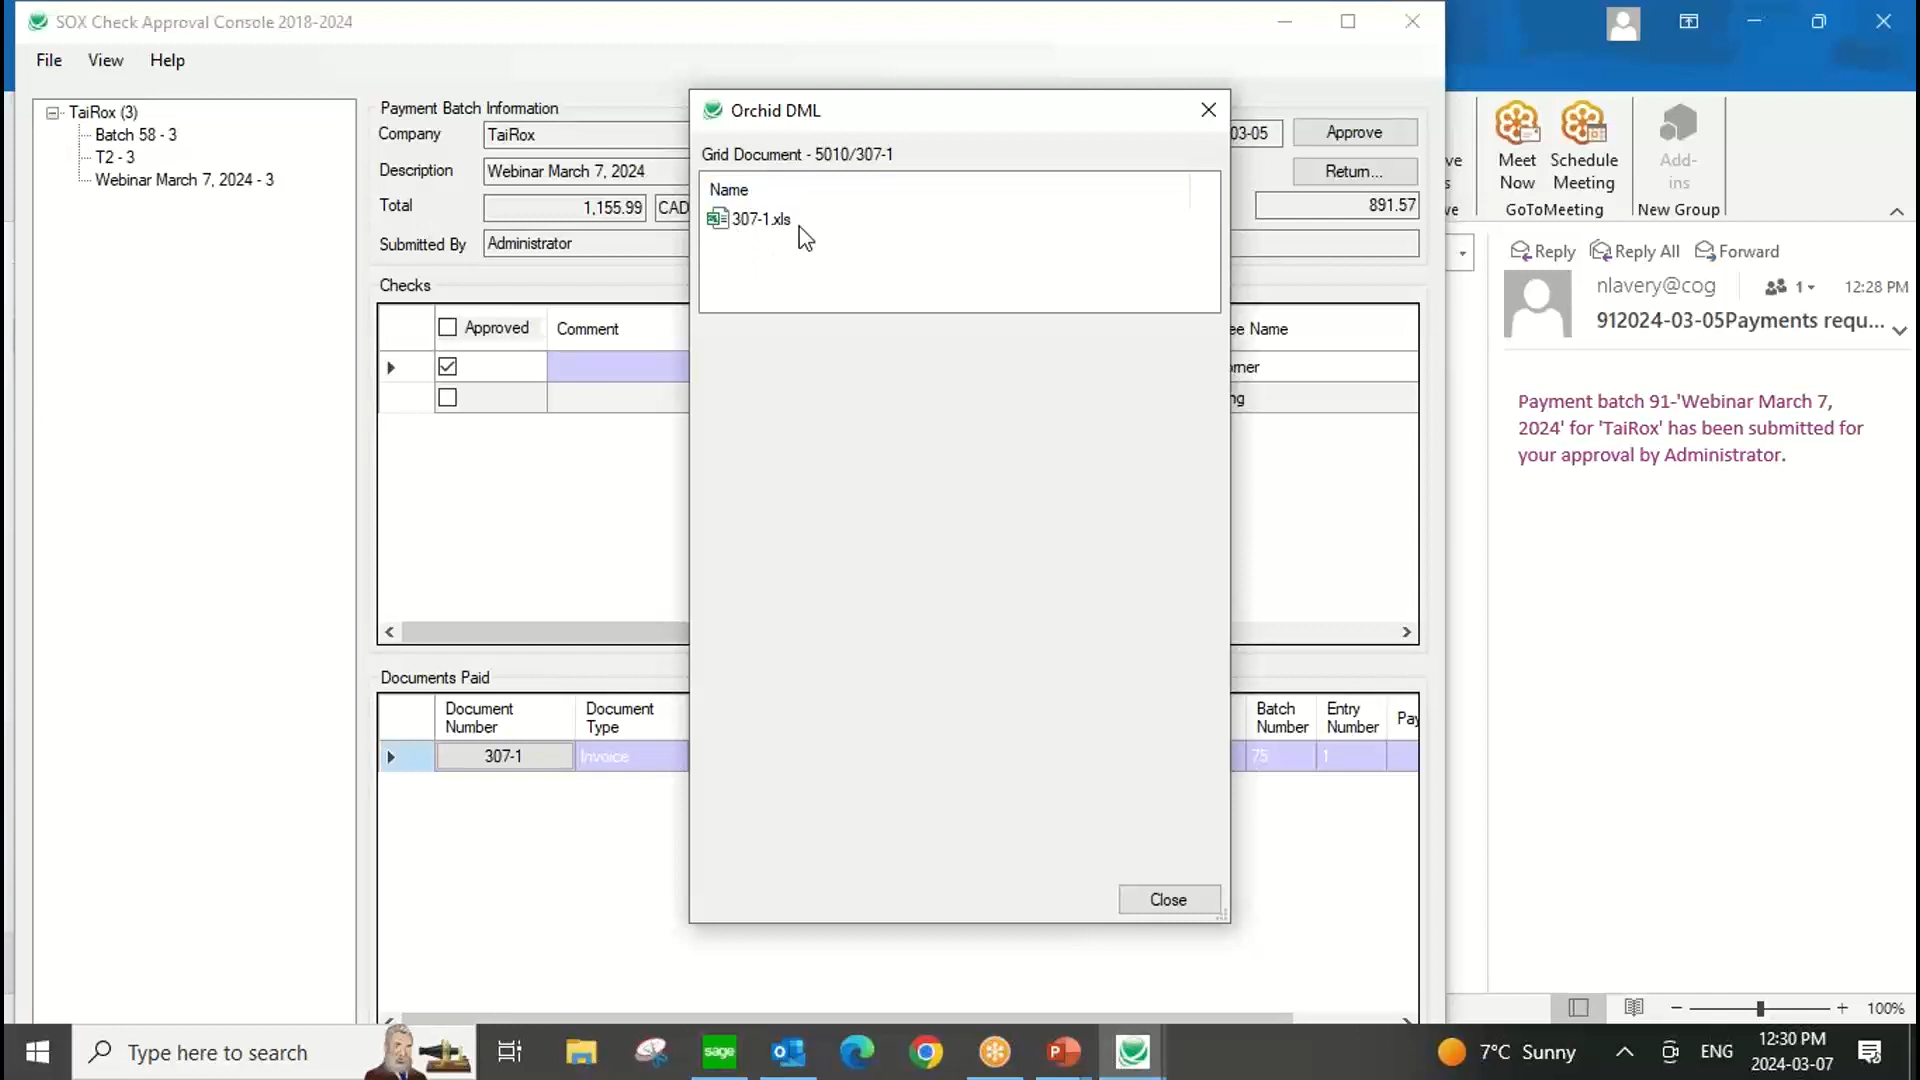 SOX Check Approval Console 2018-2024
File View Help
TaiRox (3)
Batch 58 - 3
T2 - 3
Webinar March 7, 2024 - 3
Payment Batch Information
Company TaiRox 03-05 Approve
Description Webinar March 7, 2024 Return...
Total 1,155.99 CAD 891.57
Submitted By Administrator
Checks
Approved Comment ee Name
omer
ng
Documents Paid
Document Number Document Type Batch Number Entry Number Pay
307-1 Invoice 75 1
Orchid DML
Grid Document - 5010/307-1
Name
307-1.xls
Close
ve
s
ve
Meet Now
Schedule Meeting
GoToMeeting
Add-ins
New Group
Reply Reply All Forward
nlavery@cog 1 12:28 PM
912024-03-05Payments requ...
Payment batch 91-'Webinar March 7,
2024' for 'TaiRox' has been submitted for
your approval by Administrator.
100%
Type here to search
sage
7°C Sunny
ENG
12:30 PM
2024-03-07